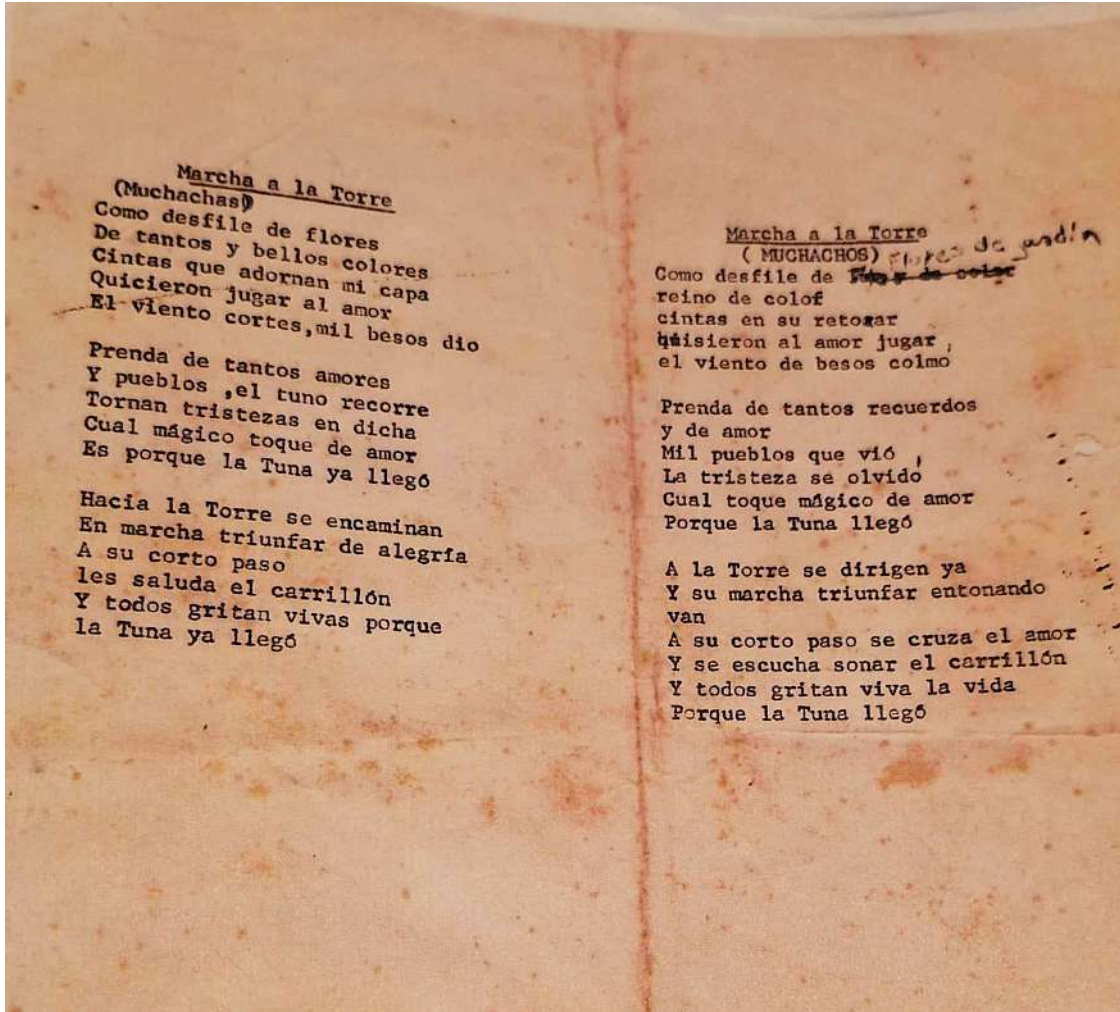 Marcha a la Torre
(Muchachas)
Como desfile de flores
De tantos y bellos colores
Cintas que adornan mi capa
Quicieron jugar al amor
El viento cortes,mil besos dio
Prenda de tantos amores
Y pueblos ,el tuno recorre
Tornan tristezas en dicha
Cual mágico toque de amor
Es porque la Tuna ya llegó
Hacia la Torre se encaminan
En marcha triunfar de alegría
A su corto paso
les saluda el carrillón
Y todos gritan vivas porque
la Tuna ya llegó
Marcha a la Torre
( MUCHACHOS)
flores de jardín
Como desfile de
reino de colof
cintas en su retozar
quisieron al amor jugar ,
el viento de besos colmo
Prenda de tantos recuerdos
y de amor
Mil pueblos que vió ,
La tristeza se olvido
Cual toque mágico de amor
Porque la Tuna llegó
A la Torre se dirigen ya
Y su marcha triunfar entonando
van
A su corto paso se cruza el amor
Y se escucha sonar el carrillón
Y todos gritan viva la vida
Porque la Tuna llegó